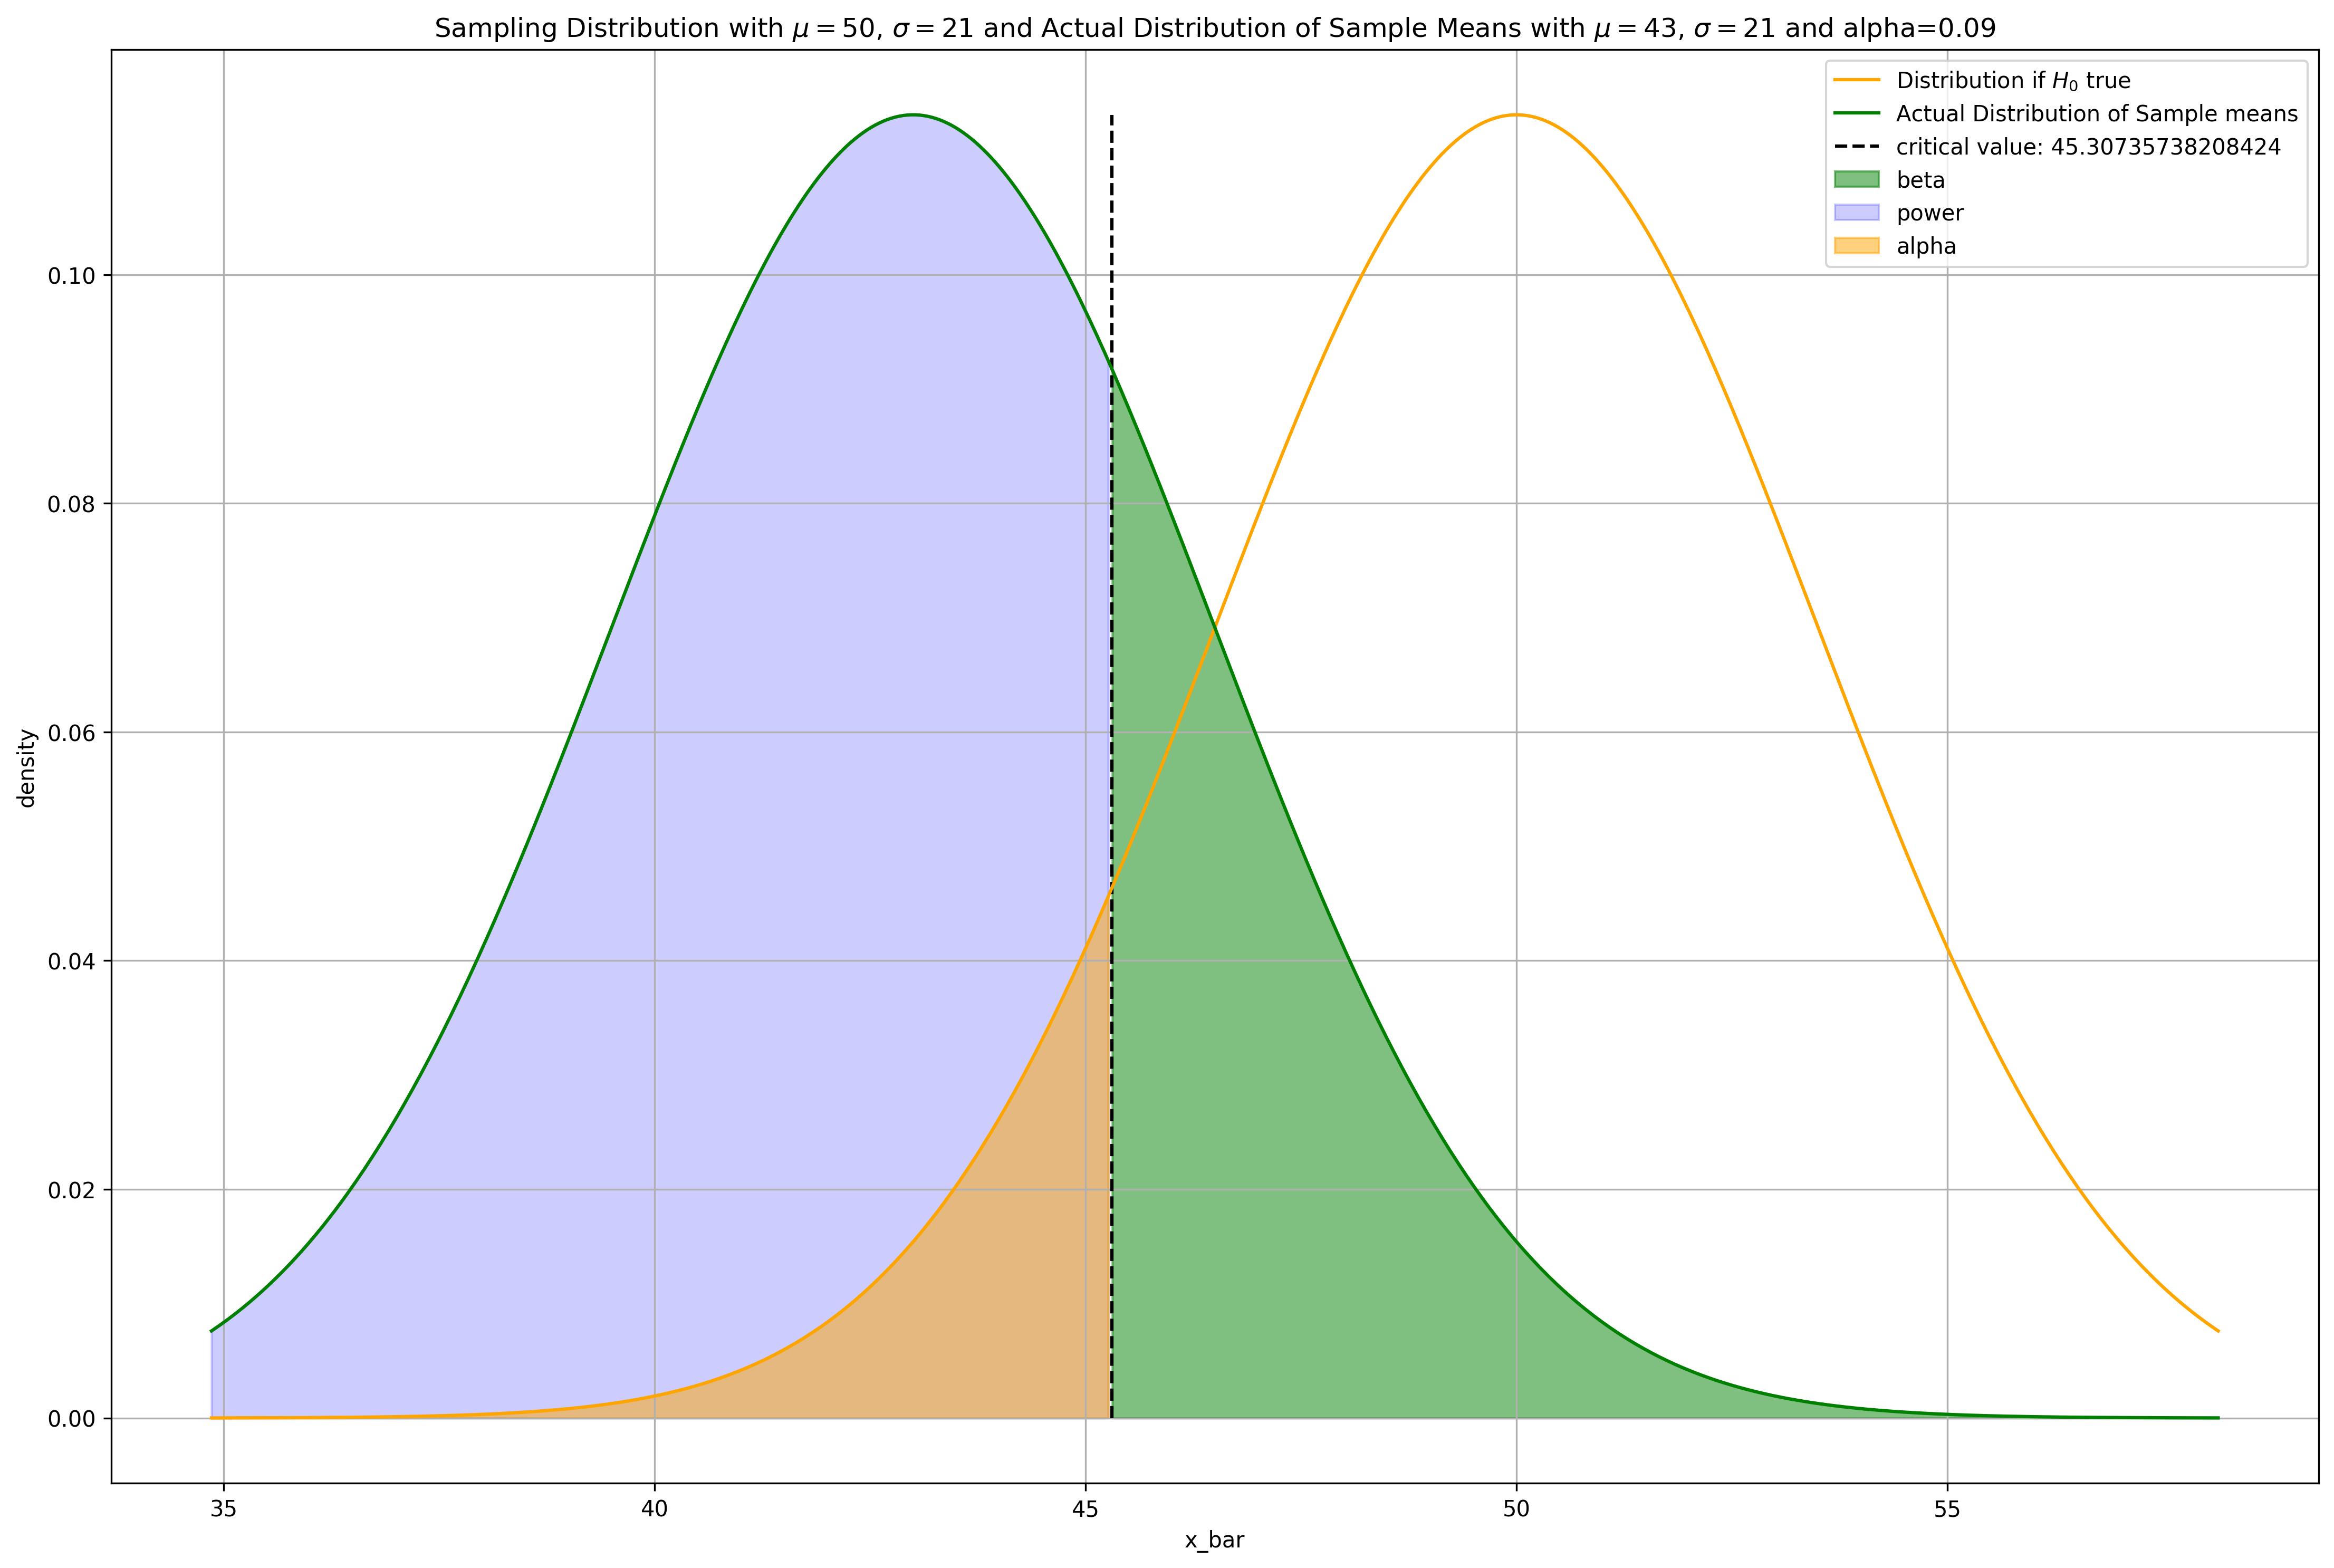 Sampling Distribution with μ = 50, σ = 21 and Actual Distribution of Sample Means with μ = 43, σ = 21 and alpha=0.09
Distribution if H₀ true
Actual Distribution of Sample means
critical value: 45.30735738208424
beta
power
alpha
density
0.10
0.08
0.06
0.04
0.02
0.00
35 40 45 50 55
x_bar